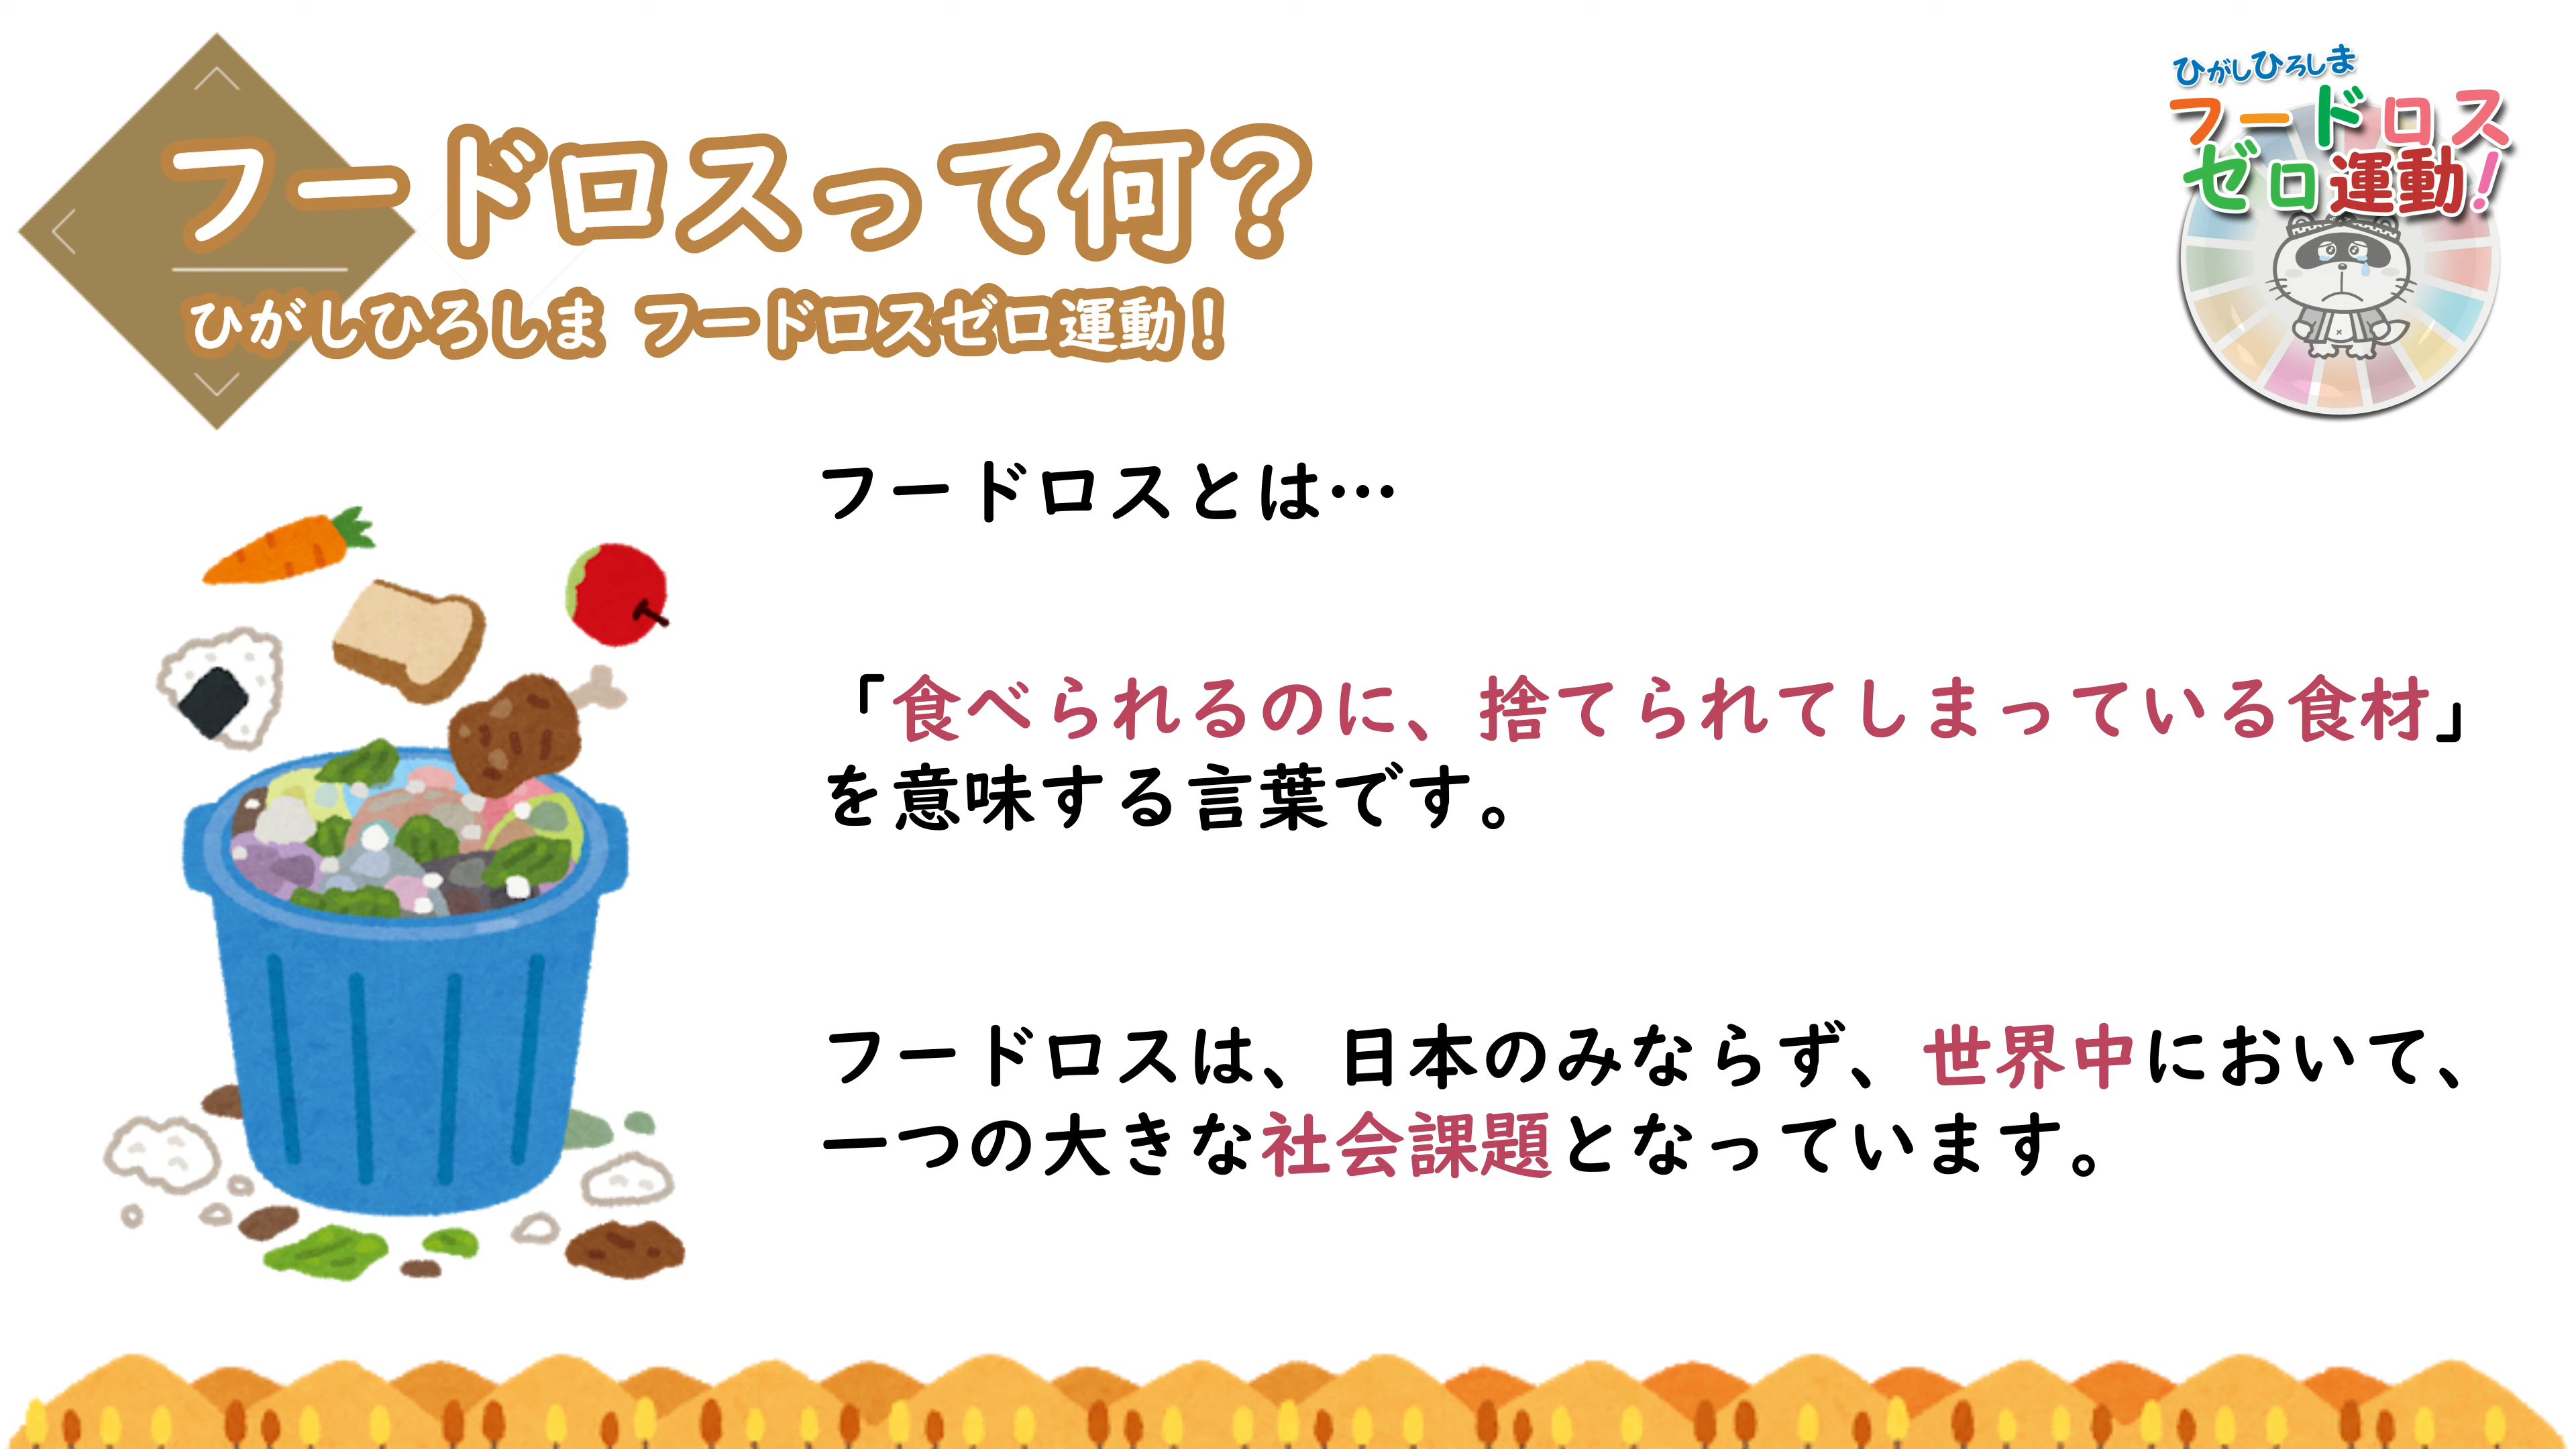 フードロスって何？
ひがしひろしま フードロスゼロ運動！
ひがしひろしま
フードロス
ゼロ運動！
フードロスとは…
「食べられるのに、捨てられてしまっている食材」
を意味する言葉です。
フードロスは、日本のみならず、世界中において、
一つの大きな社会課題となっています。